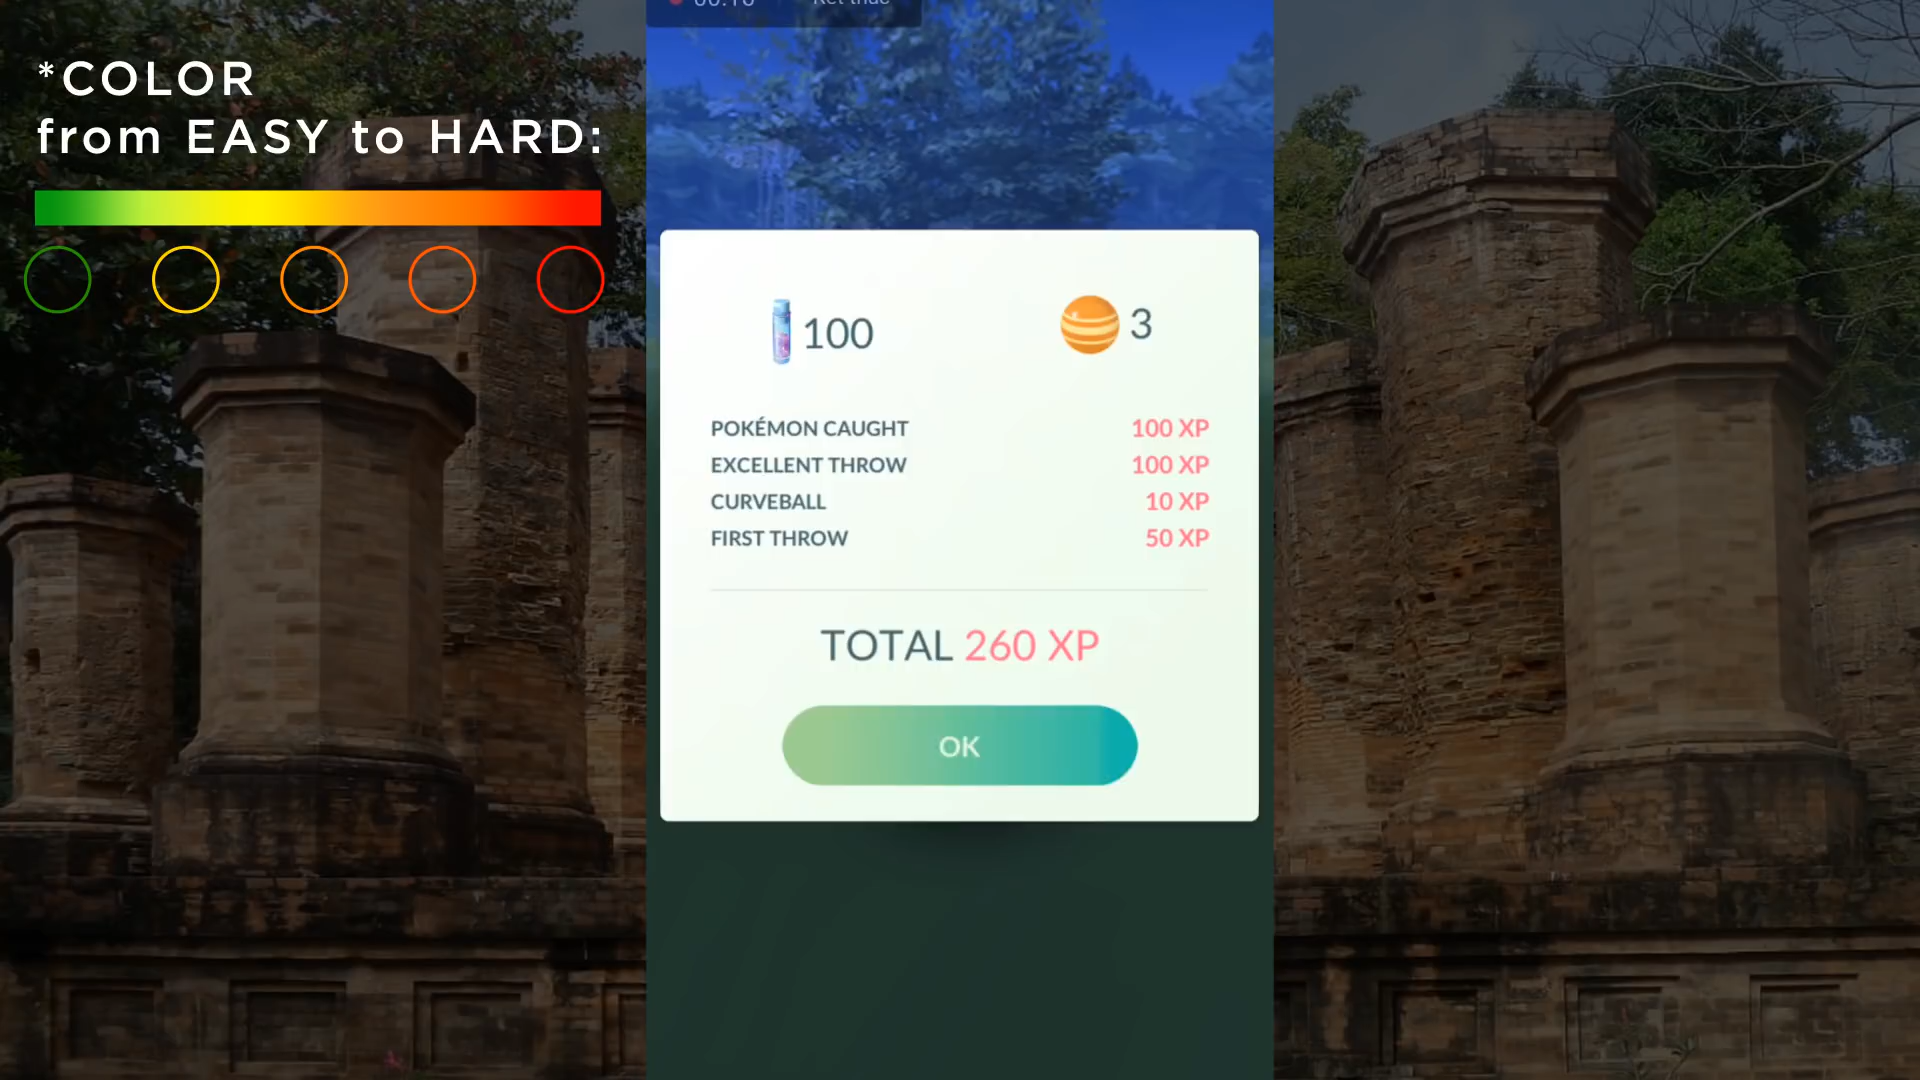 *COLOR
from EASY to HARD:
100
3
POKÉMON CAUGHT 100 XP
EXCELLENT THROW 100 XP
CURVEBALL 10 XP
FIRST THROW 50 XP
TOTAL 260 XP
OK